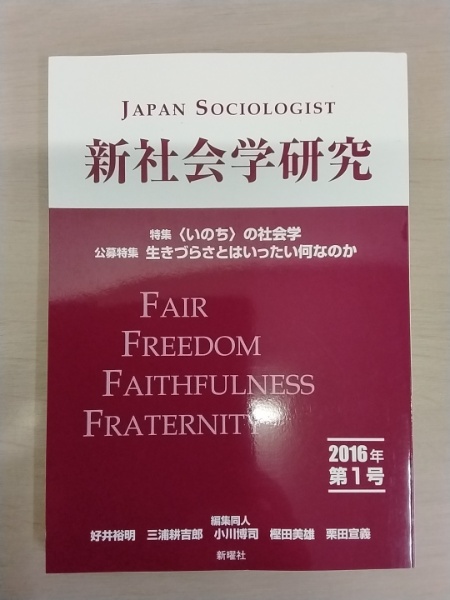 JAPAN SOCIOLOGIST
新社会学研究
特集 〈いのち〉の社会学
公募特集 生きづらさとはいったい何なのか
FAIR
FREEDOM
FAITHFULNESS
FRATERNITY
2016年
第1号
編集同人
好井裕明 三浦耕吉郎 小川博司 樫田美雄 栗田宣義
新曜社